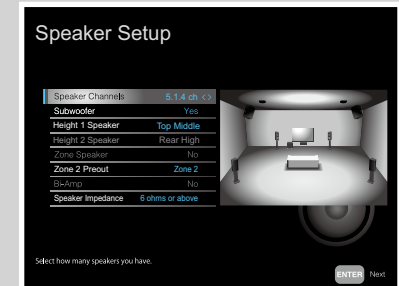 Speaker Setup
Speaker Channels 5.1.4 ch <>
Subwoofer Yes
Height 1 Speaker Top Middle
Height 2 Speaker Rear High
Zone Speaker No
Zone 2 Preout Zone 2
Bi-Amp No
Speaker Impedance 6 ohms or above
Select how many speakers you have.
ENTER Next